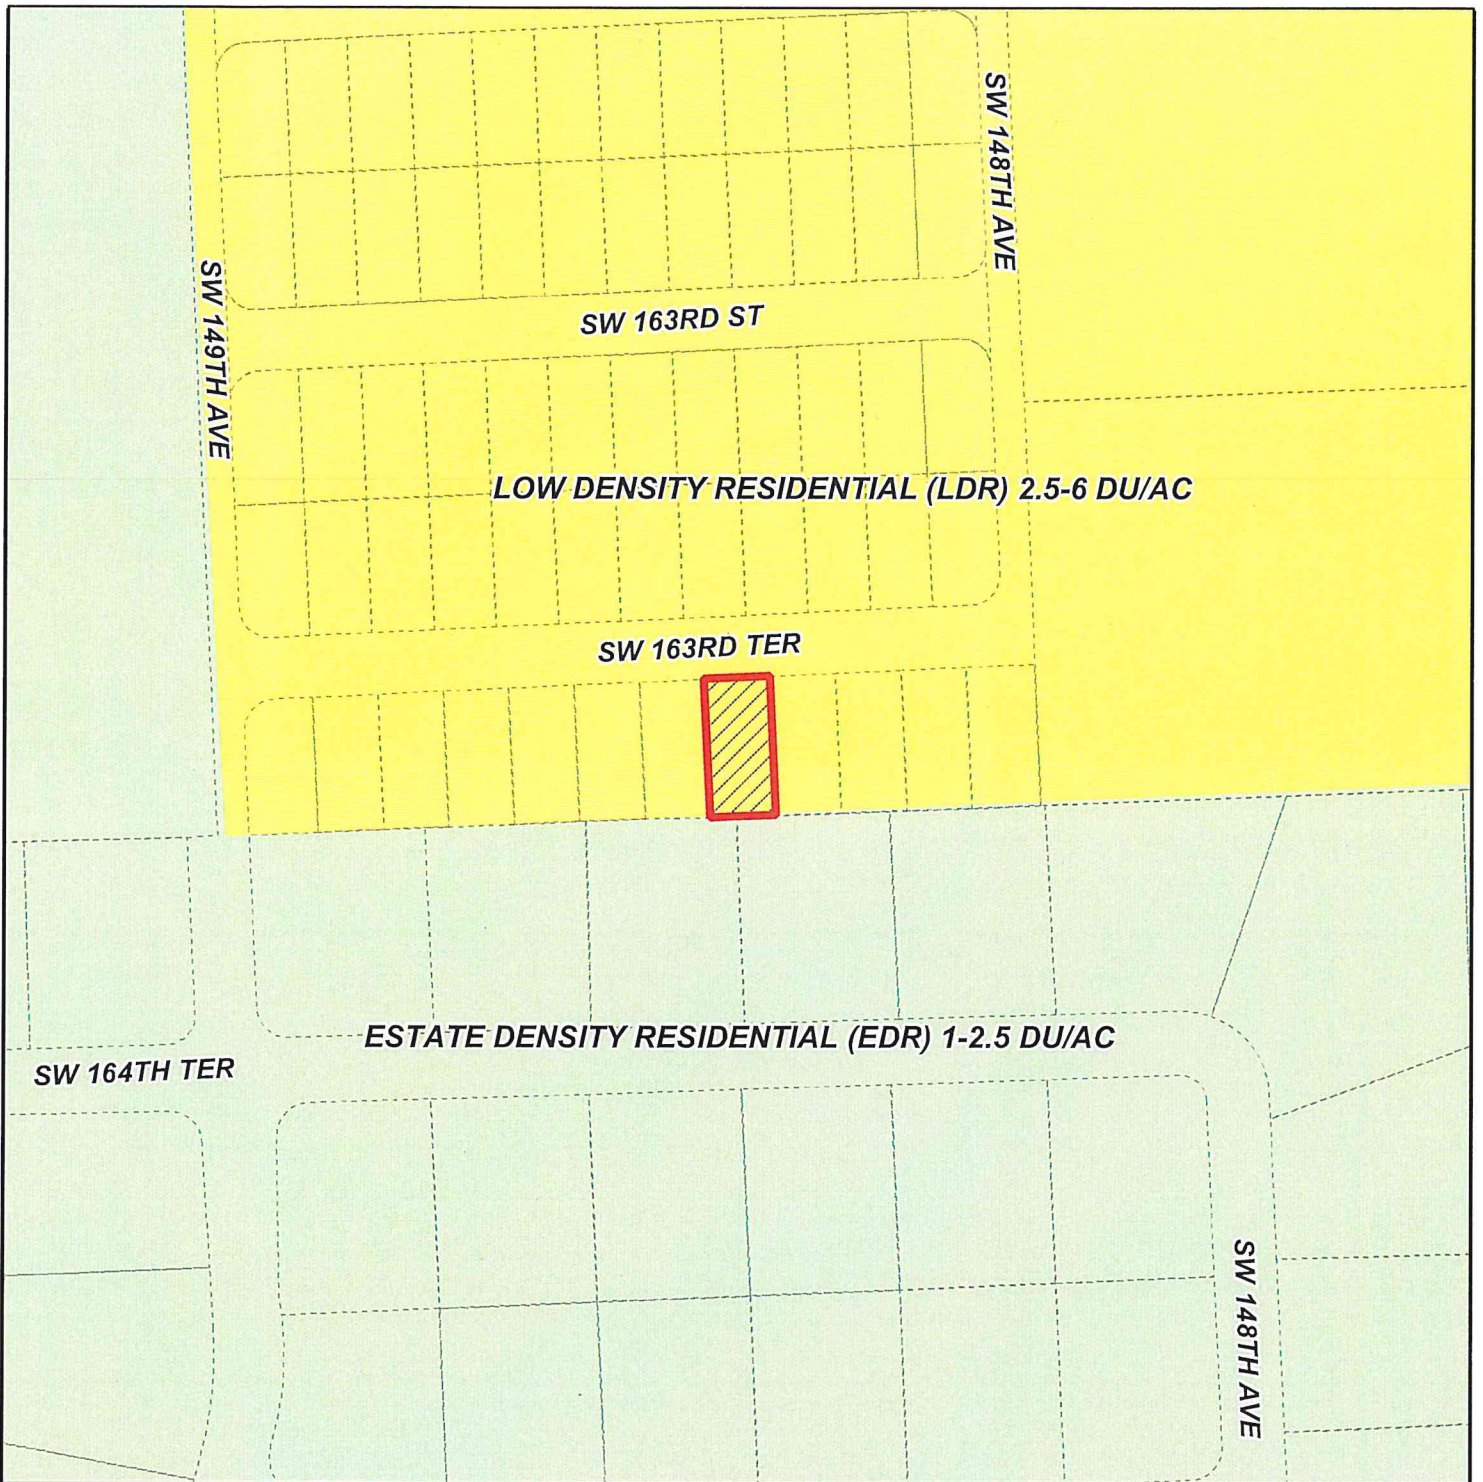 SW 148TH AVE
SW 149TH AVE
SW 163RD ST
LOW DENSITY RESIDENTIAL (LDR) 2.5-6 DU/AC
SW 163RD TER
ESTATE DENSITY RESIDENTIAL (EDR) 1-2.5 DU/AC
SW 164TH TER
SW 148TH AVE